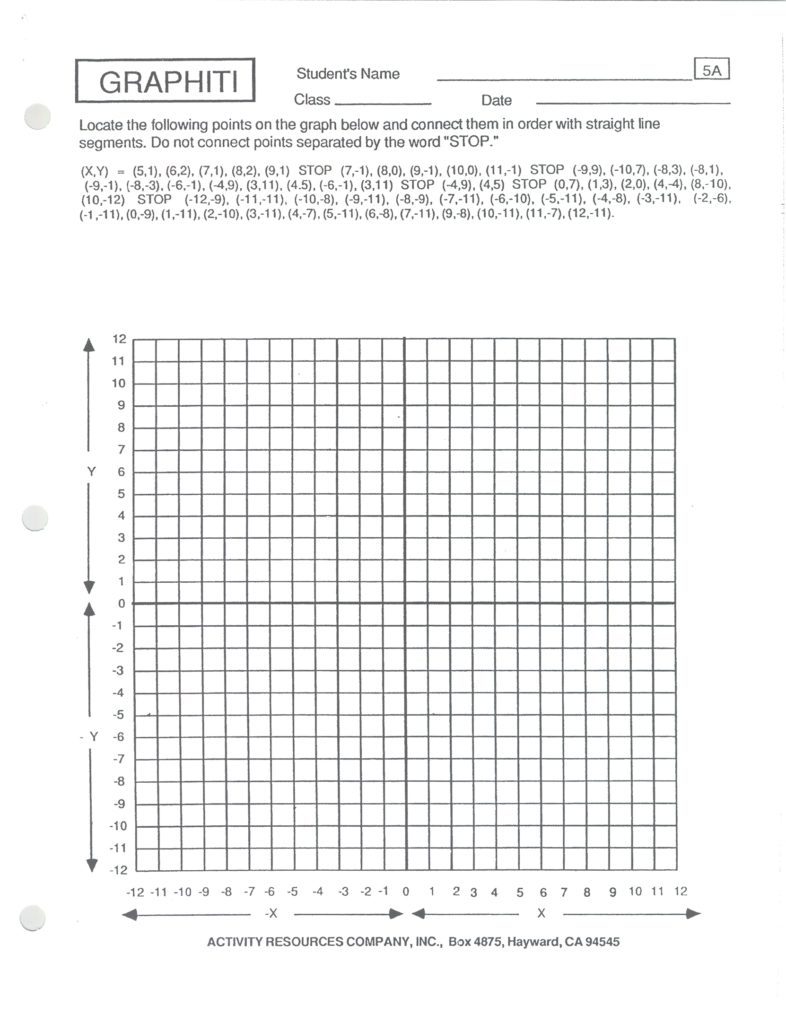 GRAPHITI
Student's Name
5A
Class
Date
Locate the following points on the graph below and connect them in order with straight line
segments. Do not connect points separated by the word "STOP."
(X,Y) = (5,1), (6,2), (7,1), (8,2), (9,1) STOP (7,-1), (8,0), (9,-1), (10,0), (11,-1) STOP (-9,9), (-10,7), (-8,3), (-8,1),
(-9,-1), (-8,-3), (-6,-1), (-4,9), (3,11), (4.5), (-6,-1), (3,11) STOP (-4,9), (4,5) STOP (0,7), (1,3), (2,0), (4,-4), (8,-10),
(10,-12) STOP (-12,-9), (-11,-11), (-10,-8), (-9,-11), (-8,-9), (-7,-11), (-6,-10), (-5,-11), (-4,-8), (-3,-11), (-2,-6),
(-1,-11), (0,-9), (1,-11), (2,-10), (3,-11), (4,-7), (5,-11), (6,-8), (7,-11), (9,-8), (10,-11), (11,-7), (12,-11).
12
11
10
9
8
7
Y 6
5
4
3
2
1
0
-1
-2
-3
-4
-5
- Y -6
-7
-8
-9
-10
-11
-12
-12 -11 -10 -9 -8 -7 -6 -5 -4 -3 -2 -1 0 1 2 3 4 5 6 7 8 9 10 11 12
-X X
ACTIVITY RESOURCES COMPANY, INC., Box 4875, Hayward, CA 94545